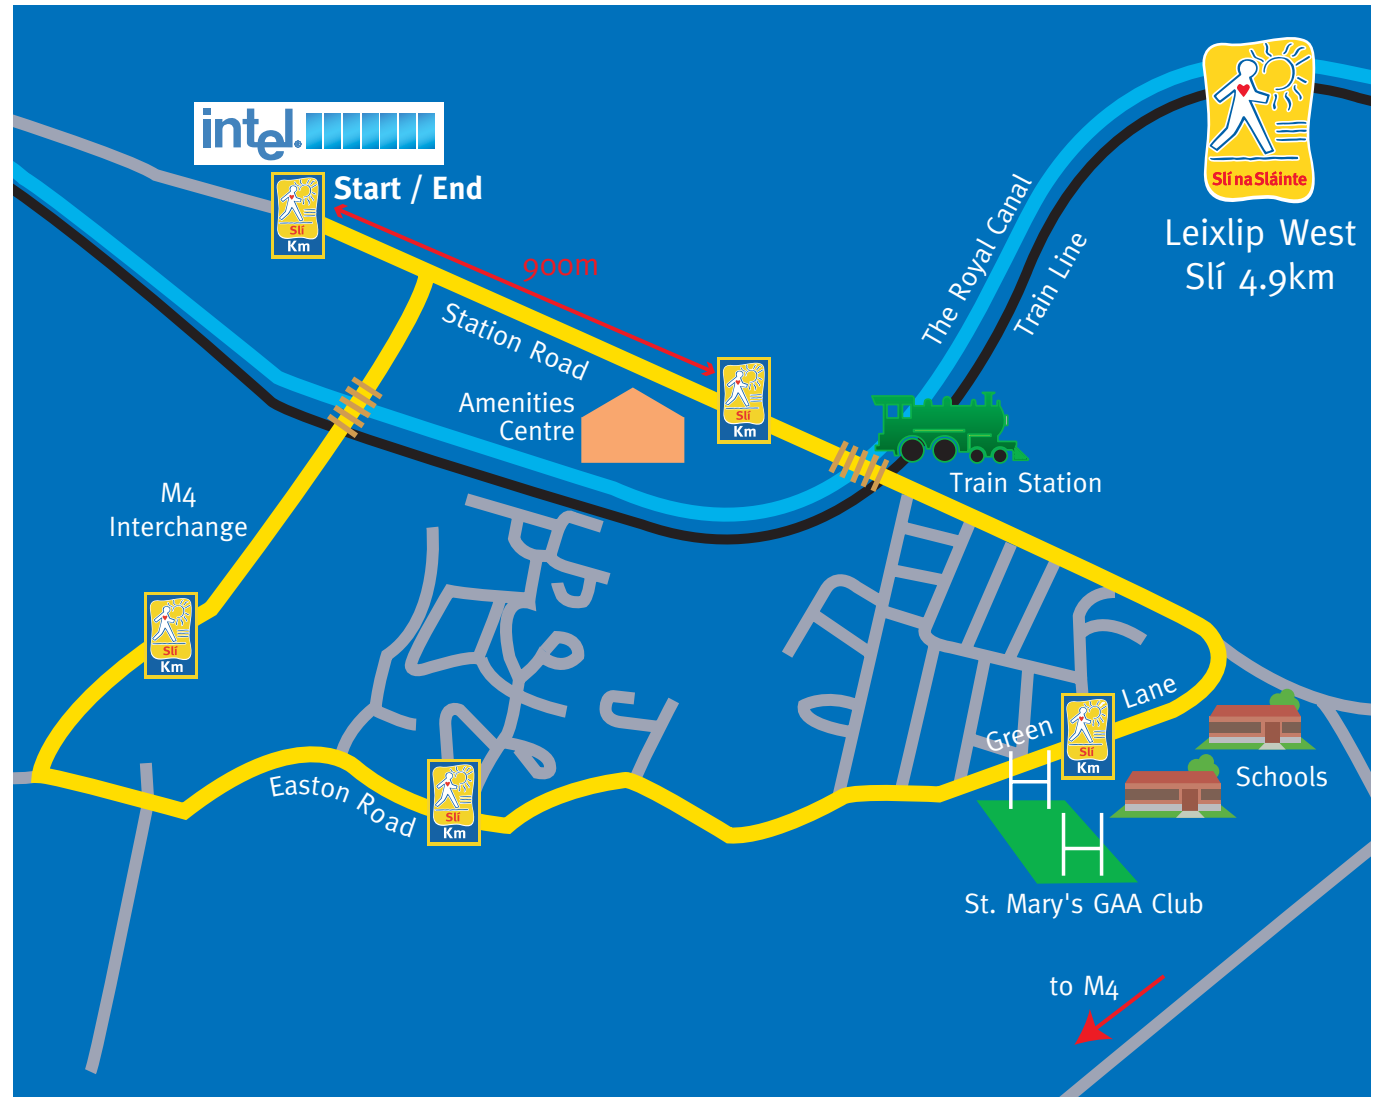 intel.
Start / End
Slí
Km
900m
Station Road
Amenities
Centre
Slí
Km
The Royal Canal
Train Line
Slí na Sláinte
Leixlip West
Slí 4.9km
Train Station
M4
Interchange
Slí
Km
Easton Road
Slí
Km
Green Lane
Slí
Km
Schools
St. Mary's GAA Club
to M4